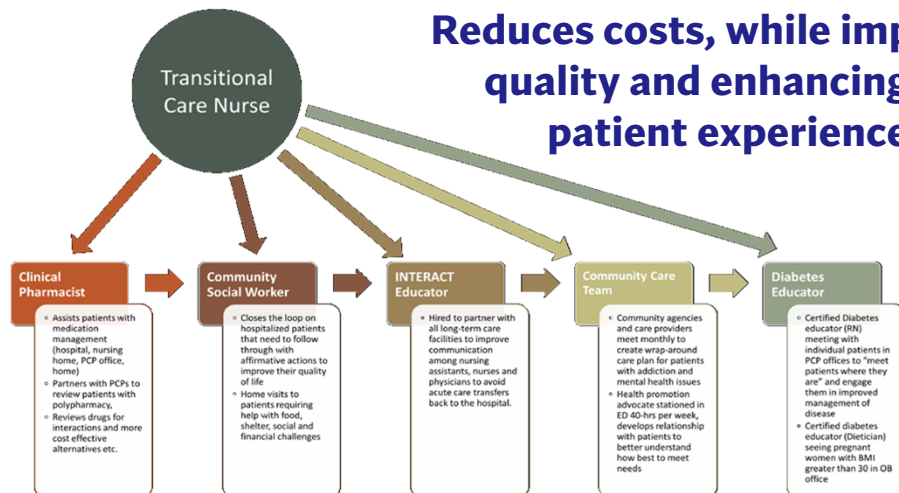 Reduces costs, while imp
quality and enhancing
patient experience
Transitional
Care Nurse
Clinical
Pharmacist
◦ Assists patients with
medication
management
(hospital, nursing
home, PCP office,
home)
◦ Partners with PCPs to
review patients with
polypharmacy,
◦ Reviews drugs for
interactions and more
cost effective
alternatives etc.
Community
Social Worker
◦ Closes the loop on
hospitalized patients
that need to follow
through with
affirmative actions to
improve their quality
of life
◦ Home visits to
patients requiring
help with food,
shelter, social and
financial challenges
INTERACT
Educator
◦ Hired to partner with
all long-term care
facilities to improve
communication
among nursing
assistants, nurses and
physicians to avoid
acute care transfers
back to the hospital.
Community Care
Team
◦ Community agencies
and care providers
meet monthly to
create wrap-around
care plan for patients
with addiction and
mental health issues
◦ Health promotion
advocate stationed in
ED 40-hrs per week,
develops relationship
with patients to
better understand
how best to meet
needs
Diabetes
Educator
◦ Certified Diabetes
educator (RN)
meeting with
individual patients in
PCP offices to "meet
patients where they
are" and engage
them in improved
management of
disease
◦ Certified diabetes
educator (Dietician)
seeing pregnant
women with BMI
greater than 30 in OB
office